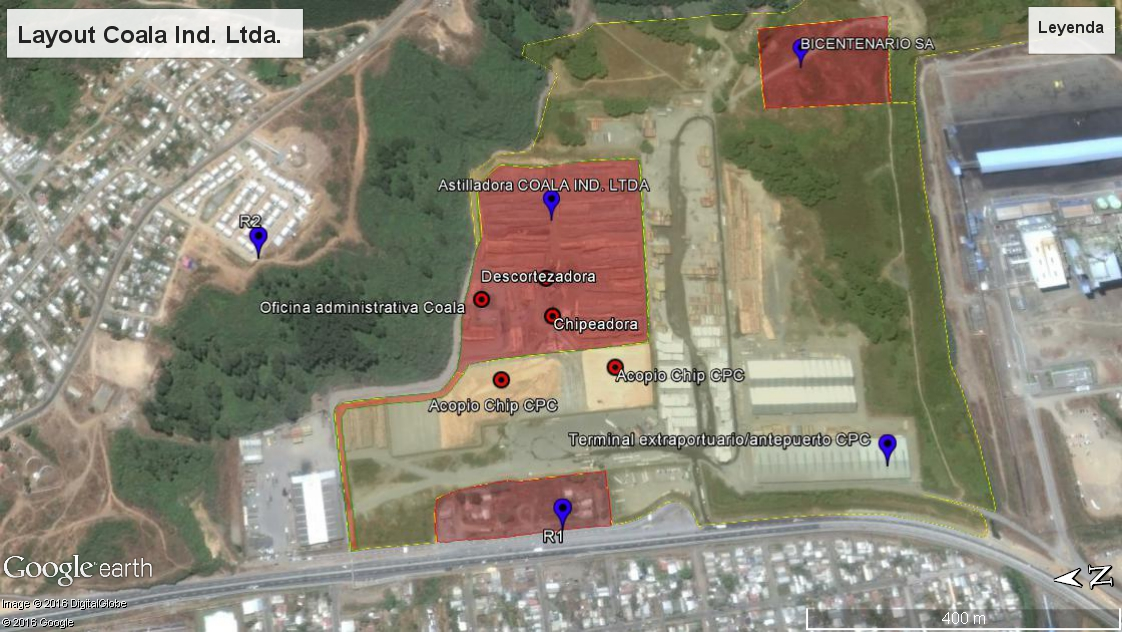 Layout Coala Ind. Ltda.
Leyenda
BICENTENARIO SA
Astilladora COALA IND. LTDA
R2
Descortezadora
Oficina administrativa Coala
Chipeadora
Acopio Chip CPC
Acopio Chip CPC
Terminal extraportuario/antepuerto CPC
R1
Google earth
N
Image © 2016 DigitalGlobe
© 2016 Google
400 m